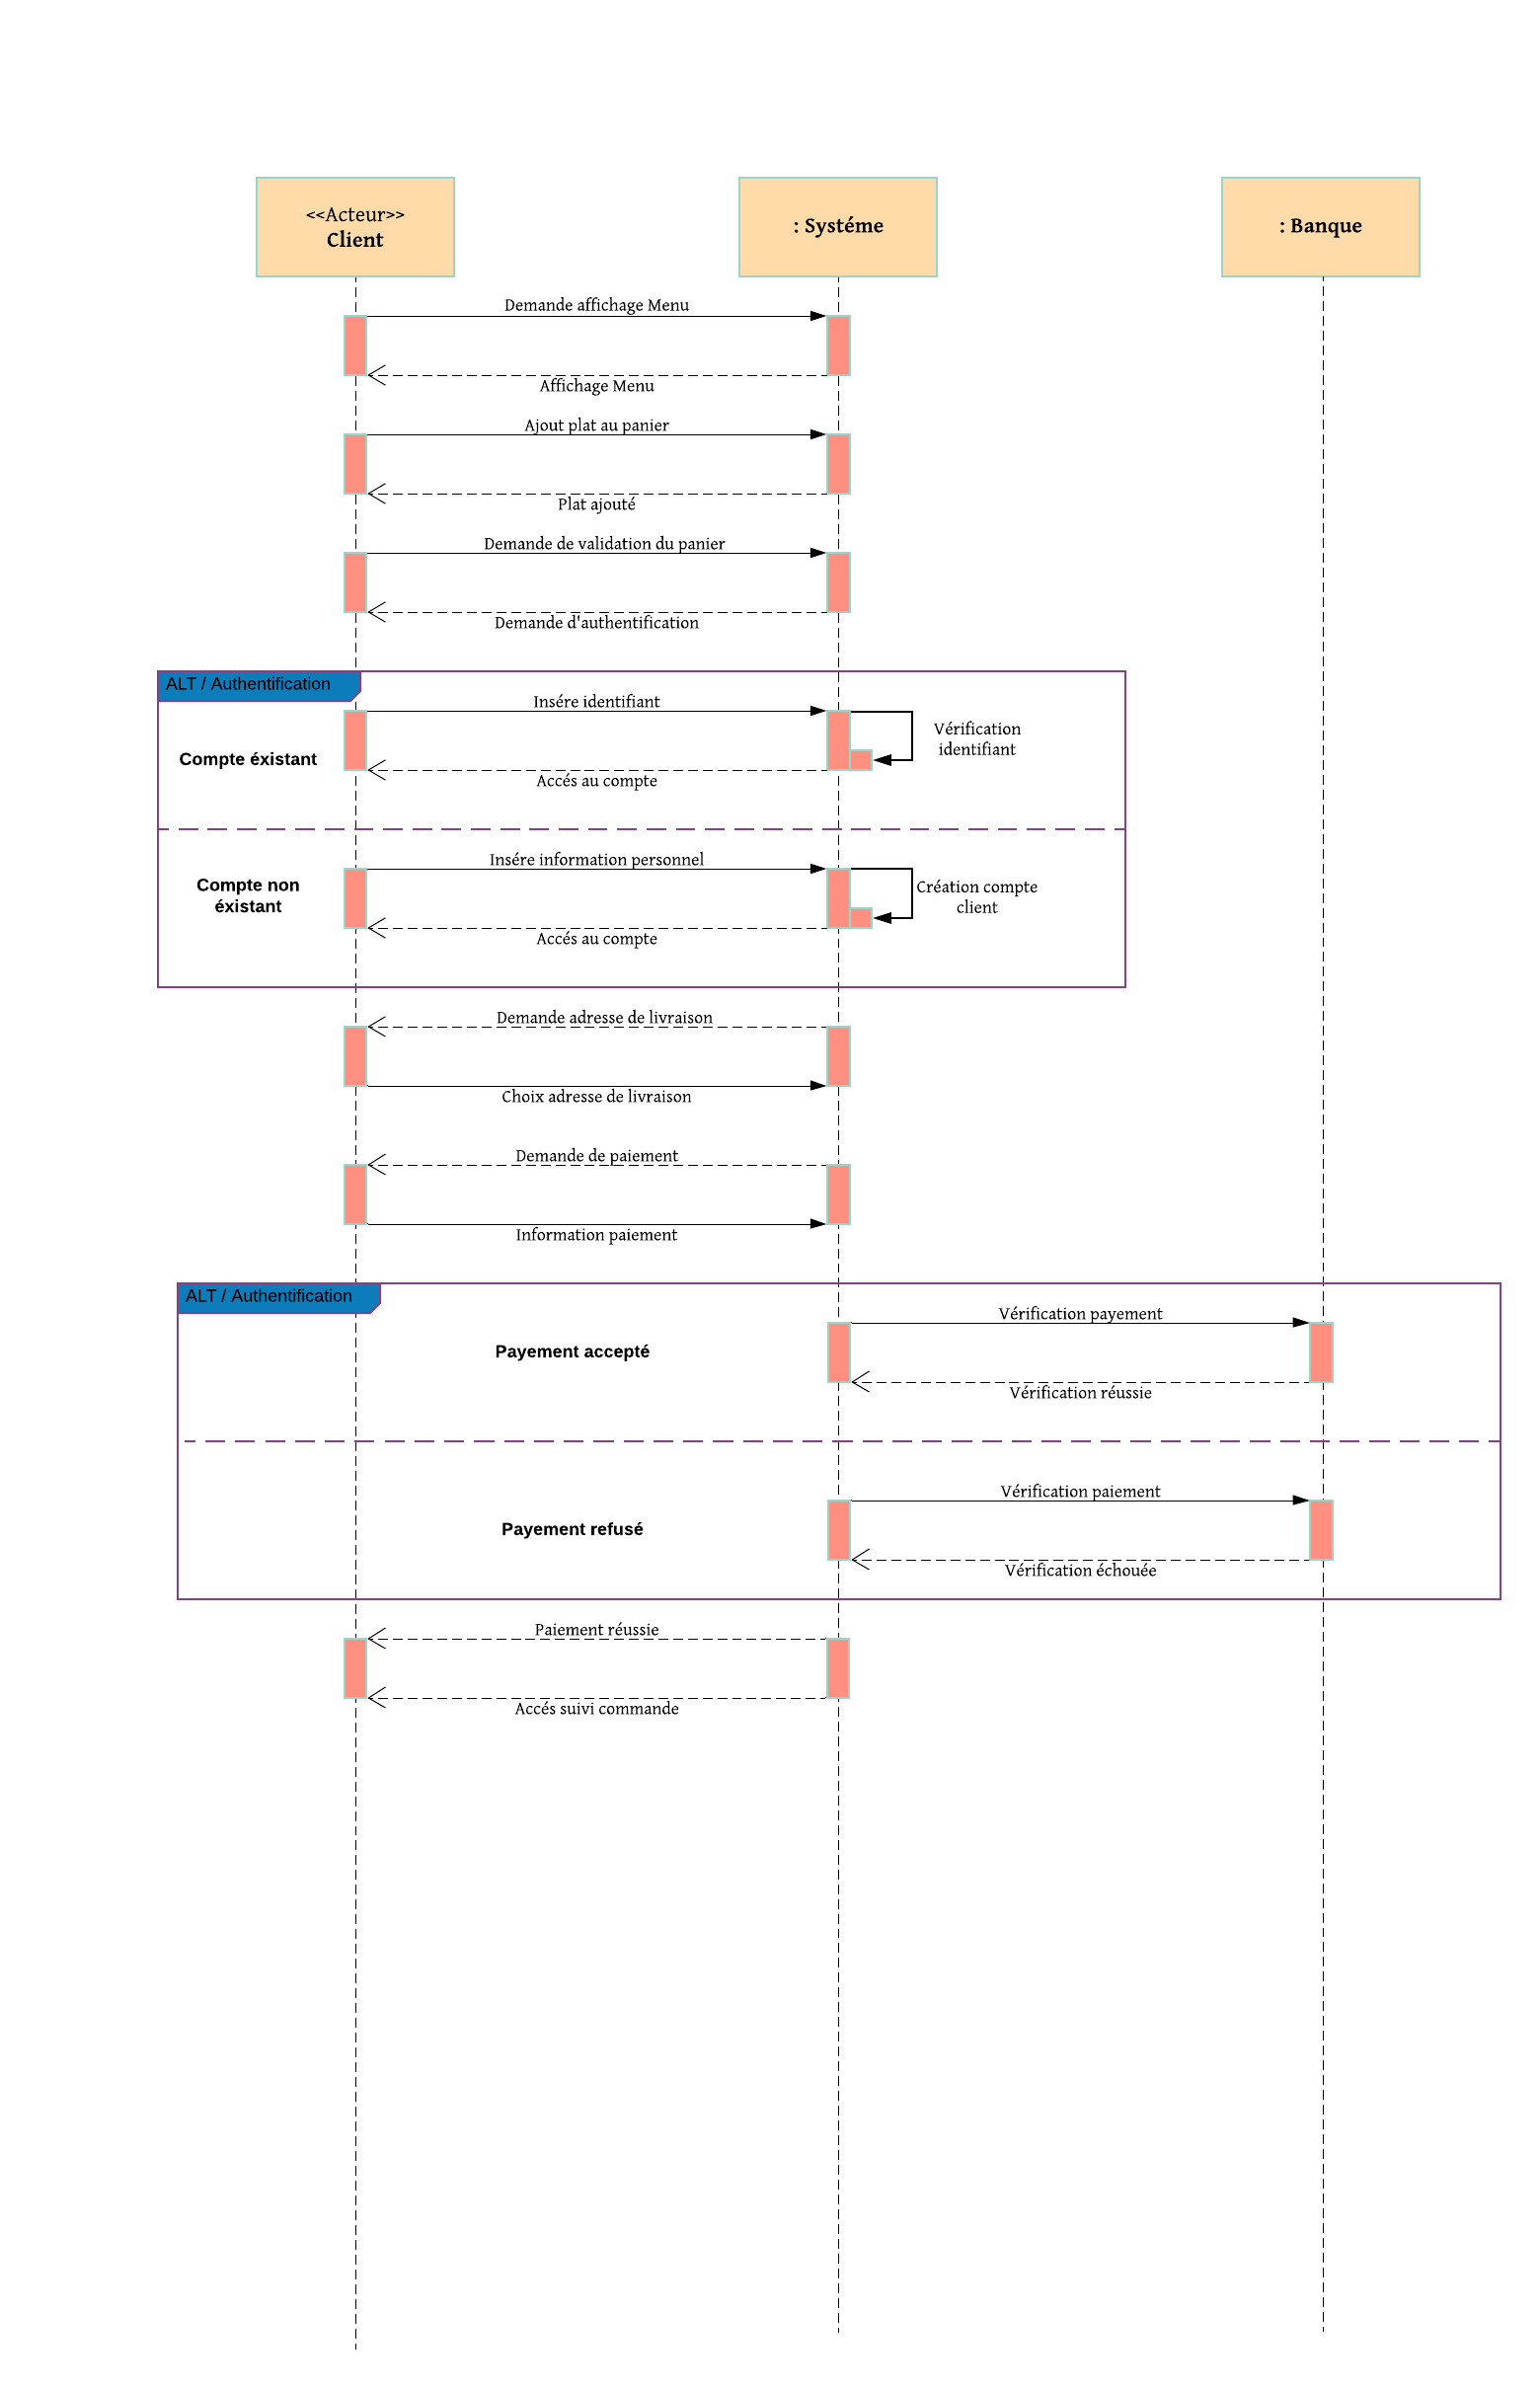 <<Acteur>>
Client
: Systéme
: Banque
Demande affichage Menu
Affichage Menu
Ajout plat au panier
Plat ajouté
Demande de validation du panier
Demande d'authentification
ALT / Authentification
Insére identifiant
Vérification
identifiant
Compte éxistant
Accés au compte
Insére information personnel
Compte non
éxistant
Création compte
client
Accés au compte
Demande adresse de livraison
Choix adresse de livraison
Demande de paiement
Information paiement
ALT / Authentification
Vérification payement
Payement accepté
Vérification réussie
Vérification paiement
Payement refusé
Vérification échouée
Paiement réussie
Accés suivi commande